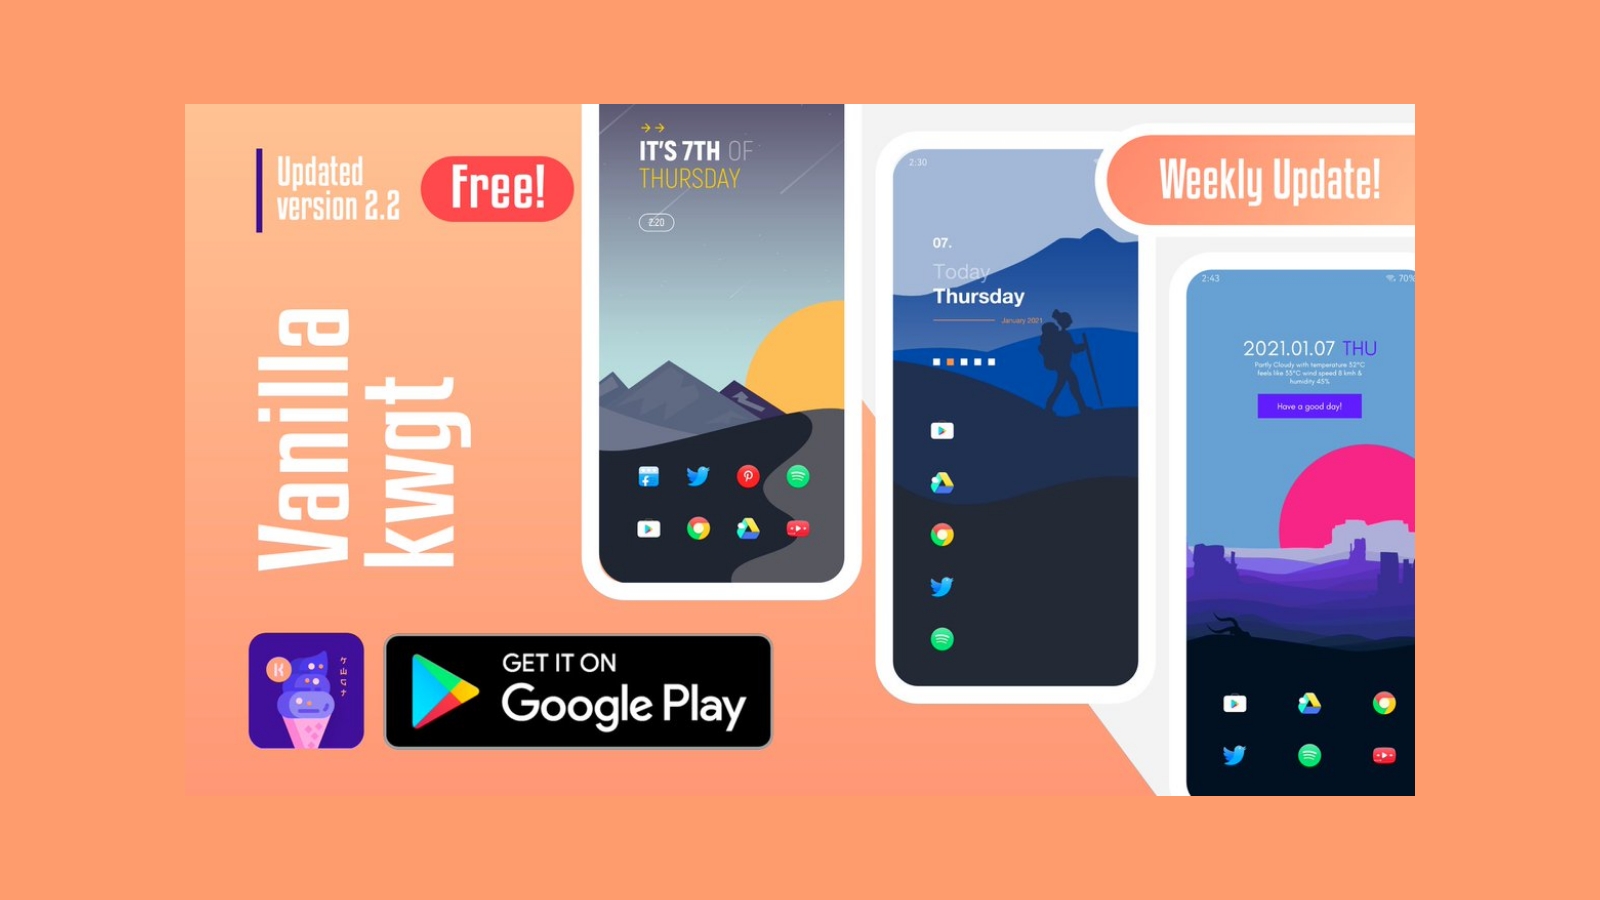 Updated
version 2.2
Free!
Vanilla
kwgt
K
GET IT ON
Google Play
IT'S 7TH OF
THURSDAY
2:20
2:30
07.
Today
Thursday
January 2021
Weekly Update!
2:43
70%
2021.01.07 THU
Partly Cloudy with temperature 32°C
feels like 35°C wind speed 8 kmh &
humidity 45%
Have a good day!